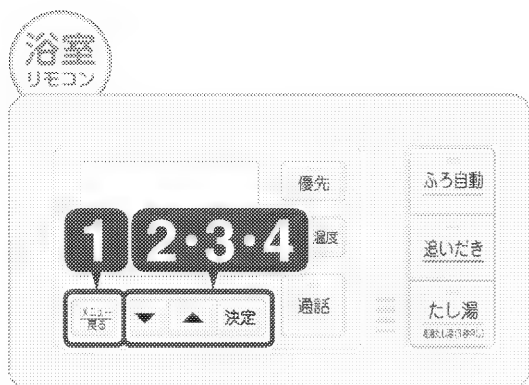 浴室
リモコン
優先
ふろ自動
1
2・3・4
温度
追いだき
メニュー
戻る
▼
▲
決定
通話
たし湯